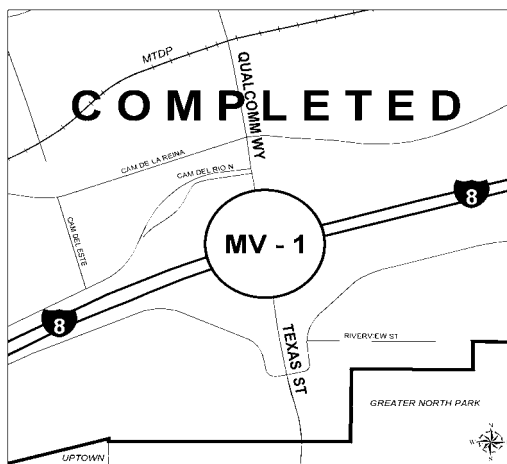 MTDP
QUALCOMM WY
COMPLETED
CAM DE LA REINA
CAM DEL RIO N
CAM DEL ESTE
8
MV - 1
8
TEXAS ST
RIVERVIEW ST
GREATER NORTH PARK
UPTOWN
N